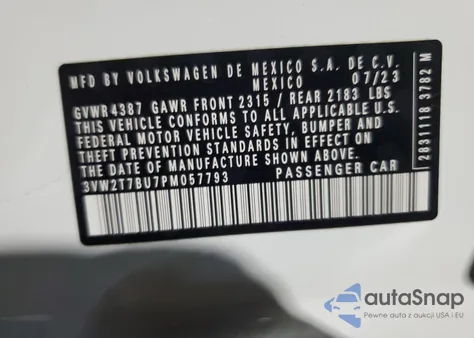 MFD BY VOLKSWAGEN DE MEXICO S.A. DE C.V.
MEXICO 07/23
GVWR 4387 GAWR FRONT 2315 / REAR 2183 LBS
THIS VEHICLE CONFORMS TO ALL APPLICABLE U.S.
FEDERAL MOTOR VEHICLE SAFETY, BUMPER AND
THEFT PREVENTION STANDARDS IN EFFECT ON
THE DATE OF MANUFACTURE SHOWN ABOVE
3VW2T7BU7PM057793 PASSENGER CAR
28311118 3782 M
autaSnap
Pewne auta z aukcji USA i EU